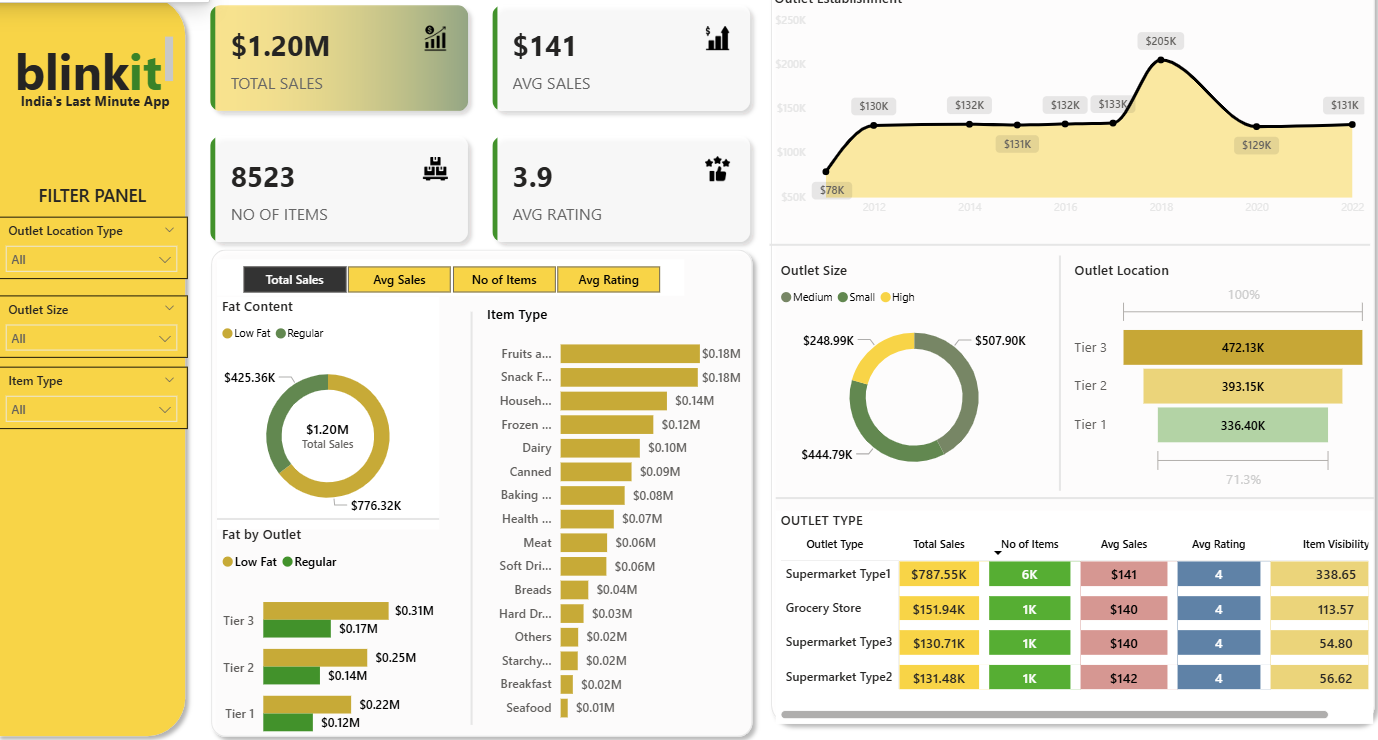 blinkit
India's Last Minute App
FILTER PANEL
Outlet Location Type
All
Outlet Size
All
Item Type
All
$1.20M
TOTAL SALES
$141
AVG SALES
8523
NO OF ITEMS
3.9
AVG RATING
Total Sales
Avg Sales
No of Items
Avg Rating
Fat Content
Low Fat
Regular
$425.36K
$1.20M
Total Sales
$776.32K
Fat by Outlet
Low Fat
Regular
Tier 3
$0.31M
$0.17M
Tier 2
$0.25M
$0.14M
Tier 1
$0.22M
$0.12M
Item Type
Fruits a... $0.18M
Snack F... $0.18M
Househ... $0.14M
Frozen ... $0.12M
Dairy $0.10M
Canned $0.09M
Baking ... $0.08M
Health ... $0.07M
Meat $0.06M
Soft Dri... $0.06M
Breads $0.04M
Hard Dr... $0.03M
Others $0.02M
Starchy... $0.02M
Breakfast $0.02M
Seafood $0.01M
Outlet Establishment
$250K
$200K
$150K
$100K
$50K
$78K
$130K
$132K
$131K
$132K
$133K
$205K
$129K
$131K
2012 2014 2016 2018 2020 2022
Outlet Size
Medium Small High
$248.99K
$507.90K
$444.79K
Outlet Location
100%
Tier 3 472.13K
Tier 2 393.15K
Tier 1 336.40K
71.3%
OUTLET TYPE
Outlet Type Total Sales No of Items Avg Sales Avg Rating Item Visibility
Supermarket Type1 $787.55K 6K $141 4 338.65
Grocery Store $151.94K 1K $140 4 113.57
Supermarket Type3 $130.71K 1K $140 4 54.80
Supermarket Type2 $131.48K 1K $142 4 56.62